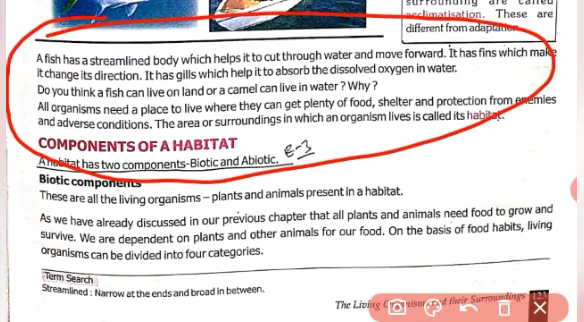 surrounding are called
acclimatisation. These are
different from adaptation.
A fish has a streamlined body which helps it to cut through water and move forward. It has fins which make
it change its direction. It has gills which help it to absorb the dissolved oxygen in water.
Do you think a fish can live on land or a camel can live in water? Why?
All organisms need a place to live where they can get plenty of food, shelter and protection from enemies
and adverse conditions. The area or surroundings in which an organism lives is called its habitat.
COMPONENTS OF A HABITAT
A habitat has two components-Biotic and Abiotic. E-3
Biotic components
These are all the living organisms – plants and animals present in a habitat.
As we have already discussed in our previous chapter that all plants and animals need food to grow and
survive. We are dependent on plants and other animals for our food. On the basis of food habits, living
organisms can be divided into four categories.
Term Search
Streamlined : Narrow at the ends and broad in between.
The Living Organisms and their Surroundings 123